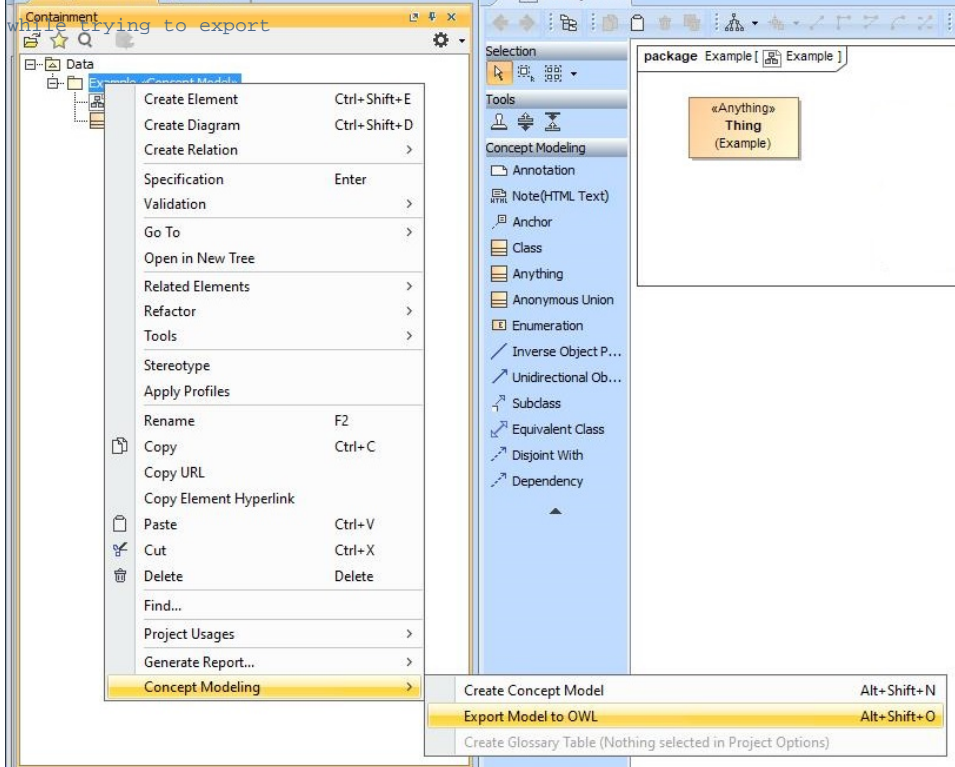 Containment
while trying to export
Data
Example «Concept Model»
Create Element Ctrl+Shift+E
Create Diagram Ctrl+Shift+D
Create Relation
Specification Enter
Validation
Go To
Open in New Tree
Related Elements
Refactor
Tools
Stereotype
Apply Profiles
Rename F2
Copy Ctrl+C
Copy URL
Copy Element Hyperlink
Paste Ctrl+V
Cut Ctrl+X
Delete Delete
Find...
Project Usages
Generate Report...
Concept Modeling
Create Concept Model Alt+Shift+N
Export Model to OWL Alt+Shift+O
Create Glossary Table (Nothing selected in Project Options)
Selection
Tools
Concept Modeling
Annotation
HTML Note(HTML Text)
Anchor
Class
Anything
Anonymous Union
E Enumeration
Inverse Object P...
Unidirectional Ob...
Subclass
Equivalent Class
Disjoint With
Dependency
package Example [ Example ]
«Anything»
Thing
(Example)